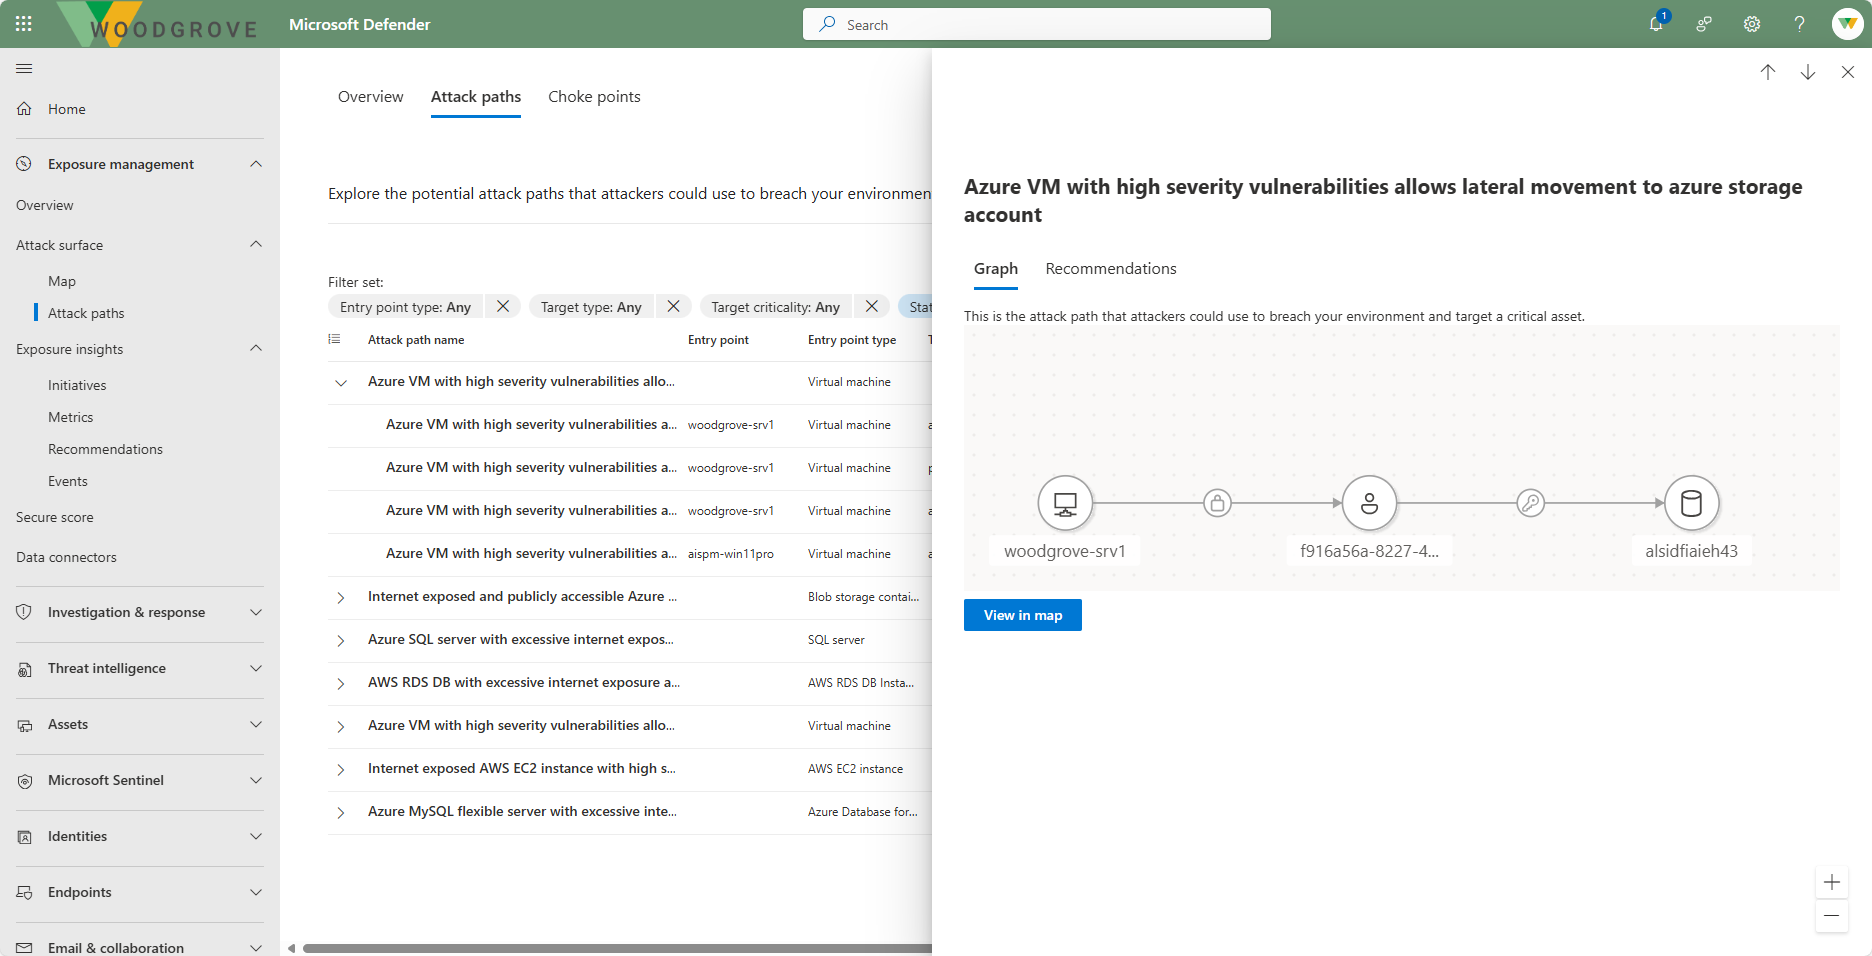 WOODGROVE
Microsoft Defender
Search
1
Home
Exposure management
Overview
Attack surface
Map
Attack paths
Exposure insights
Initiatives
Metrics
Recommendations
Events
Secure score
Data connectors
Investigation & response
Threat intelligence
Assets
Microsoft Sentinel
Identities
Endpoints
Email & collaboration
Overview Attack paths Choke points
Explore the potential attack paths that attackers could use to breach your environmen
Filter set:
Entry point type: Any Target type: Any Target criticality: Any Stat
Attack path name Entry point Entry point type
Azure VM with high severity vulnerabilities allo... Virtual machine
Azure VM with high severity vulnerabilities a... woodgrove-srv1 Virtual machine
Azure VM with high severity vulnerabilities a... woodgrove-srv1 Virtual machine
Azure VM with high severity vulnerabilities a... woodgrove-srv1 Virtual machine
Azure VM with high severity vulnerabilities a... aispm-win11pro Virtual machine
Internet exposed and publicly accessible Azure ... Blob storage contai...
Azure SQL server with excessive internet expos... SQL server
AWS RDS DB with excessive internet exposure a... AWS RDS DB Insta...
Azure VM with high severity vulnerabilities allo... Virtual machine
Internet exposed AWS EC2 instance with high s... AWS EC2 instance
Azure MySQL flexible server with excessive inte... Azure Database for...
Azure VM with high severity vulnerabilities allows lateral movement to azure storage
account
Graph Recommendations
This is the attack path that attackers could use to breach your environment and target a critical asset.
woodgrove-srv1 f916a56a-8227-4... alsidfiaieh43
View in map